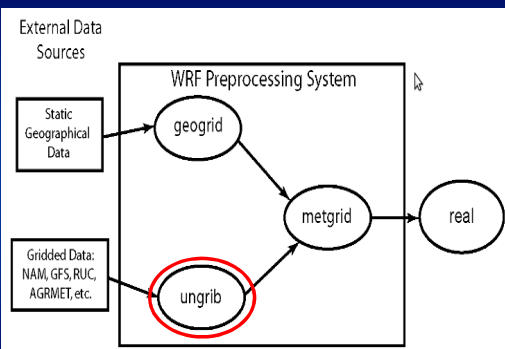 External Data
Sources
WRF Preprocessing System
Static
Geographical
Data
geogrid
metgrid
real
Gridded Data:
NAM, GFS, RUC,
AGRMET, etc.
ungrib